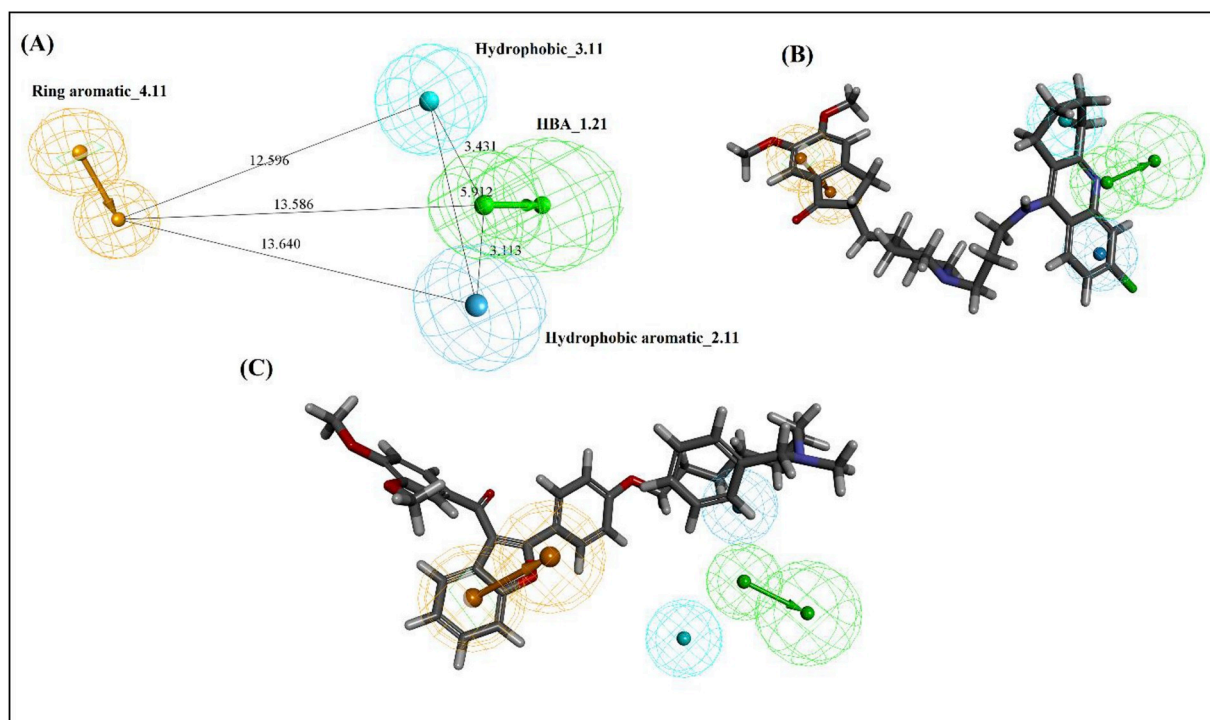 (A)
Hydrophobic_3.11
(B)
Ring aromatic_4.11
HBA_1.21
3.431
12.596
5.912
13.586
13.640
3.113
Hydrophobic aromatic_2.11
(C)